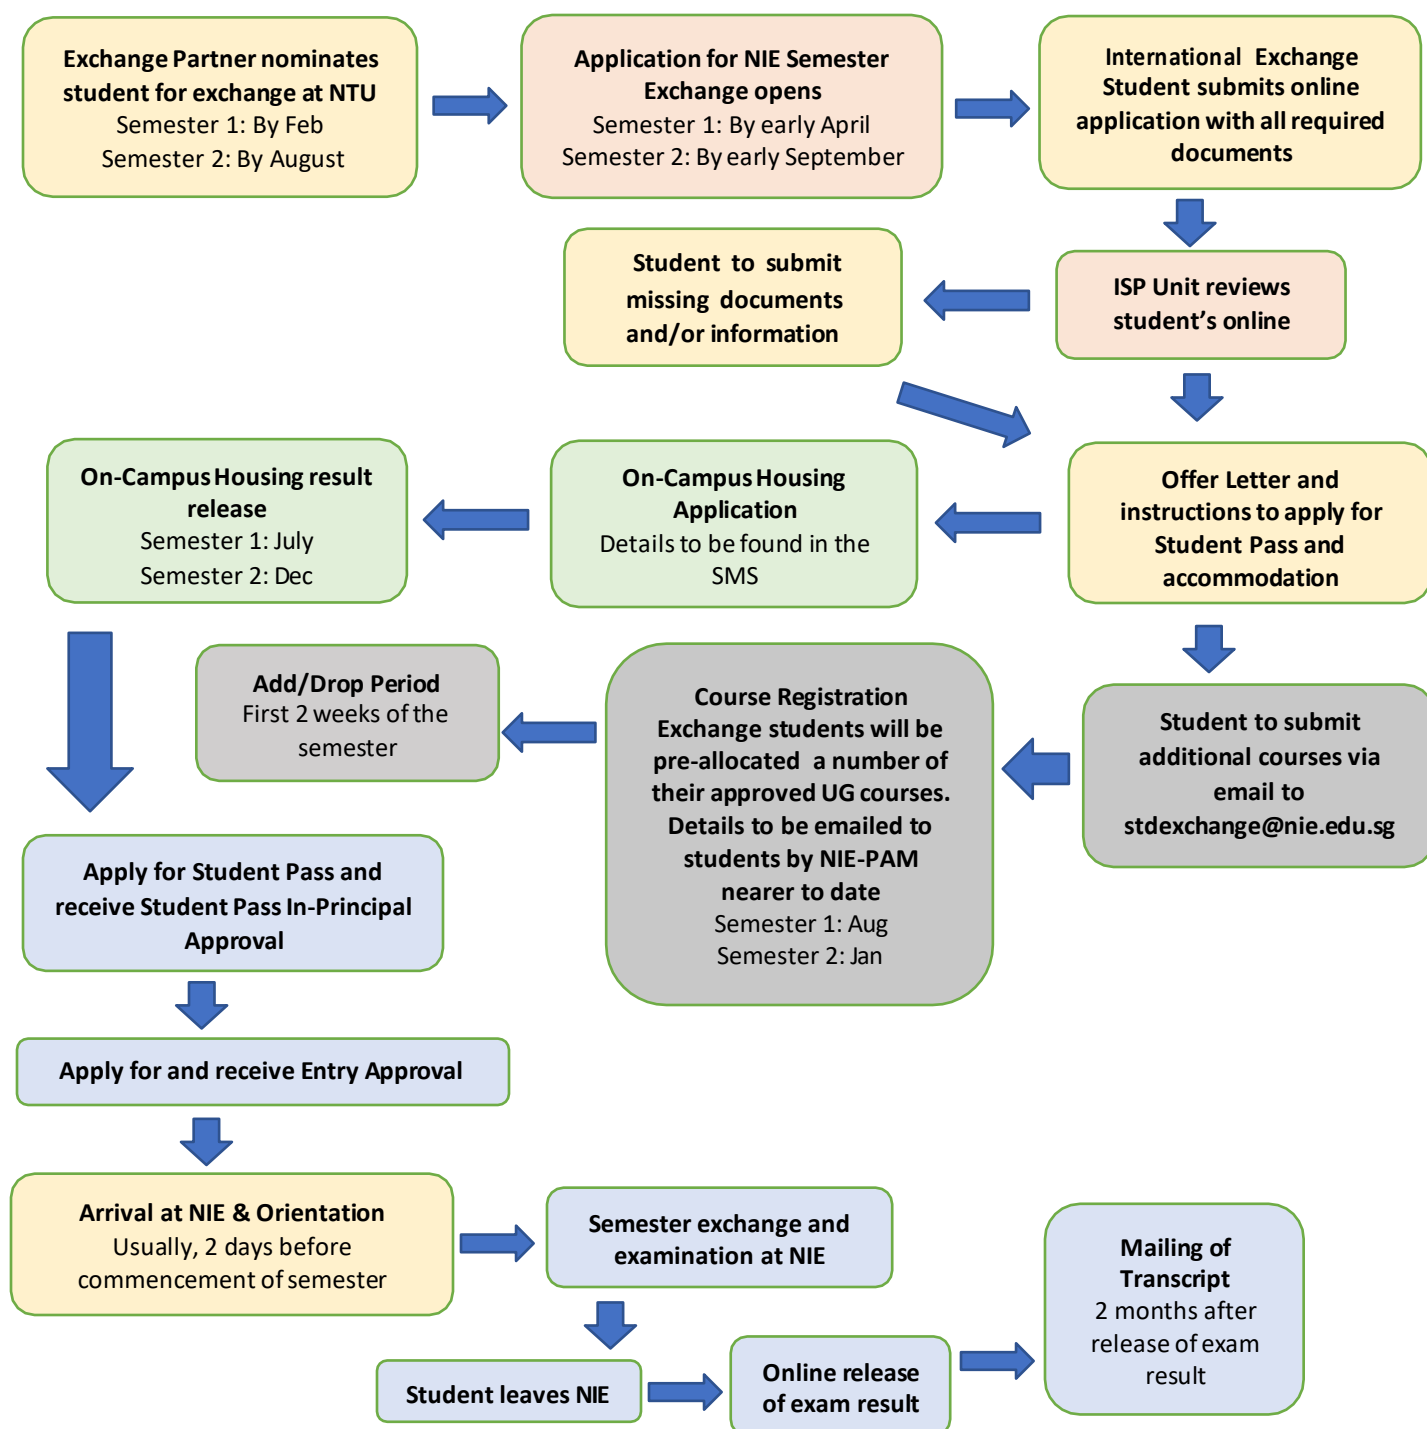 Exchange Partner nominates
student for exchange at NTU
Semester 1: By Feb
Semester 2: By August
Application for NIE Semester
Exchange opens
Semester 1: By early April
Semester 2: By early September
International Exchange
Student submits online
application with all required
documents
Student to submit
missing documents
and/or information
ISP Unit reviews
student’s online
On-Campus Housing result
release
Semester 1: July
Semester 2: Dec
On-Campus Housing
Application
Details to be found in the
SMS
Offer Letter and
instructions to apply for
Student Pass and
accommodation
Add/Drop Period
First 2 weeks of the
semester
Course Registration
Exchange students will be
pre-allocated a number of
their approved UG courses.
Details to be emailed to
students by NIE-PAM
nearer to date
Semester 1: Aug
Semester 2: Jan
Student to submit
additional courses via
email to
stdexchange@nie.edu.sg
Apply for Student Pass and
receive Student Pass In-Principal
Approval
Apply for and receive Entry Approval
Arrival at NIE & Orientation
Usually, 2 days before
commencement of semester
Semester exchange and
examination at NIE
Mailing of
Transcript
2 months after
release of exam
result
Student leaves NIE
Online release
of exam result